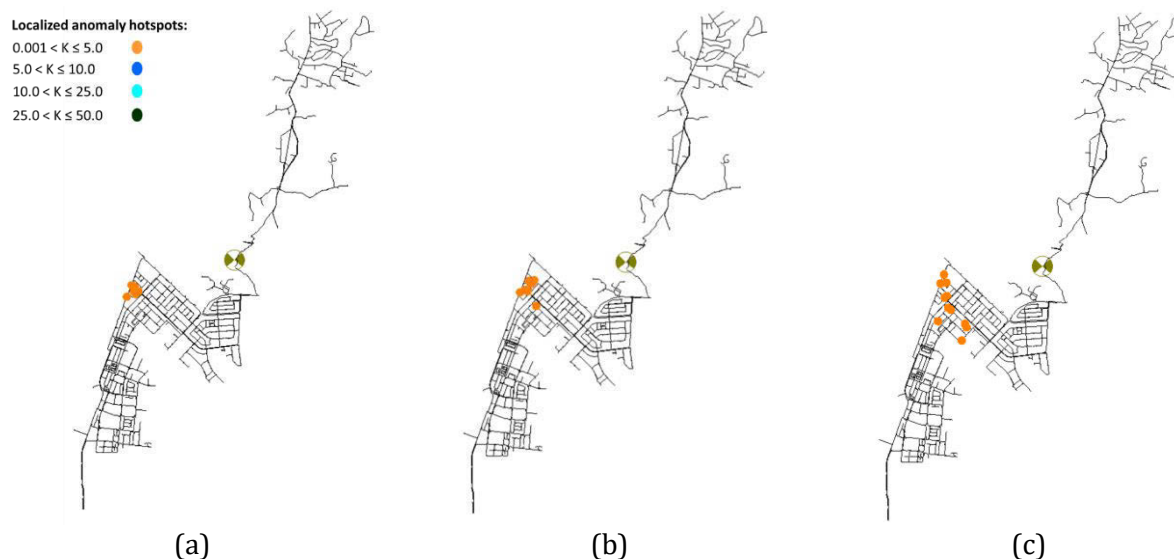 Localized anomaly hotspots:
0.001 < K ≤ 5.0
5.0 < K ≤ 10.0
10.0 < K ≤ 25.0
25.0 < K ≤ 50.0
(a) (b) (c)